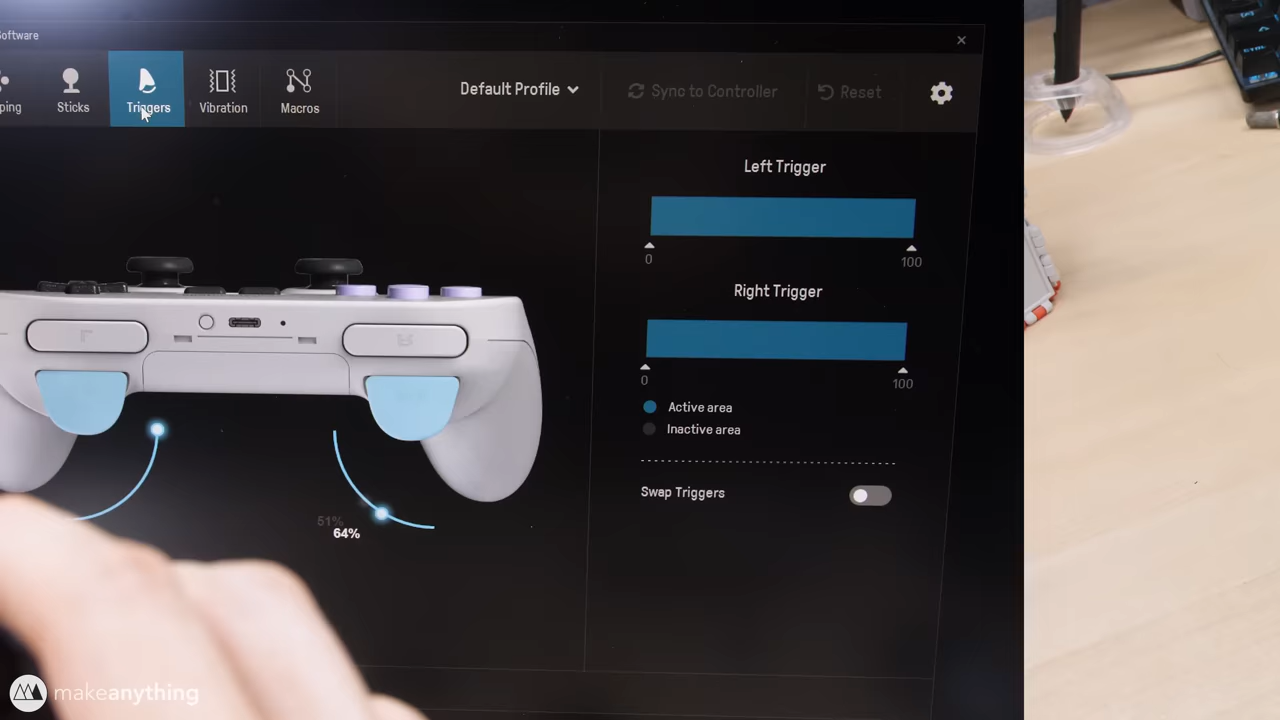 Software
ping
Sticks
Triggers
Vibration
Macros
Default Profile
Sync to Controller
Reset
Left Trigger
0
100
Right Trigger
0
100
Active area
Inactive area
Swap Triggers
51%
64%
makeanything